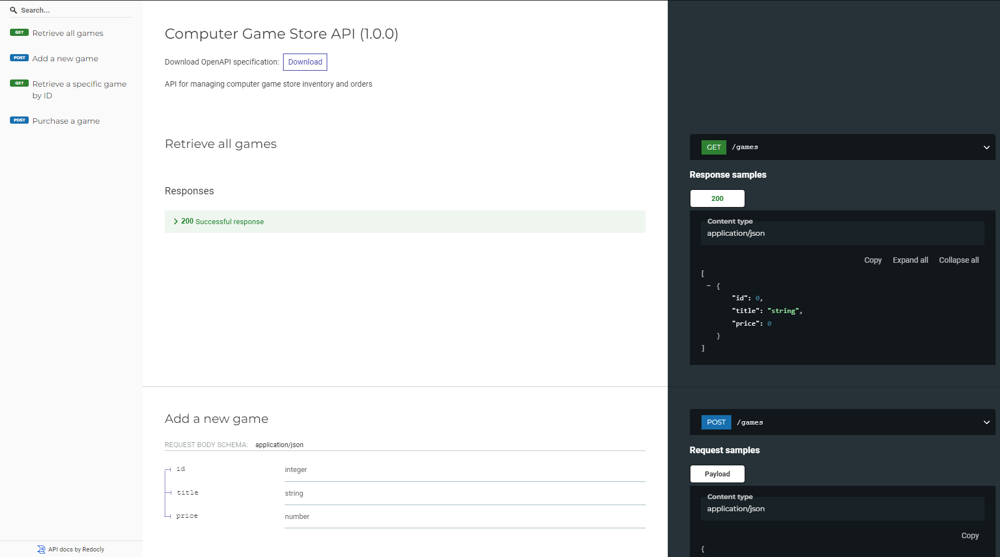 Search...
GET Retrieve all games
POST Add a new game
GET Retrieve a specific game
by ID
POST Purchase a game
API docs by Redocly
Computer Game Store API (1.0.0)
Download OpenAPI specification: Download
API for managing computer game store inventory and orders
Retrieve all games
Responses
200 Successful response
GET /games
Response samples
200
Content type
application/json
Copy Expand all Collapse all
[
- {
"id": 0,
"title": "string",
"price": 0
}
]
Add a new game
REQUEST BODY SCHEMA: application/json
id integer
title string
price number
POST /games
Request samples
Payload
Content type
application/json
Copy
{